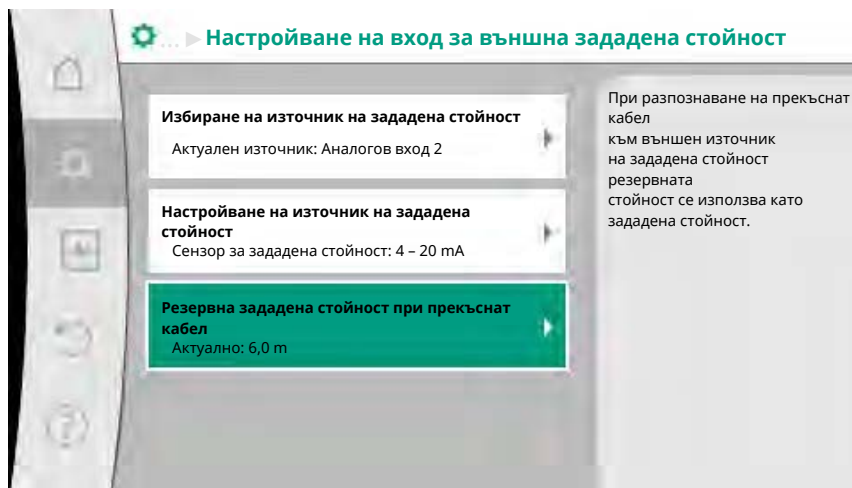 Настройване на вход за външна зададена стойност
Избиране на източник на зададена стойност
Актуален източник: Аналогов вход 2
Настройване на източник на зададена
стойност
Сензор за зададена стойност: 4 – 20 mA
Резервна зададена стойност при прекъснат
кабел
Актуално: 6,0 m
При разпознаване на прекъснат
кабел
към външен източник
на зададена стойност
резервната
стойност се използва като
зададена стойност.